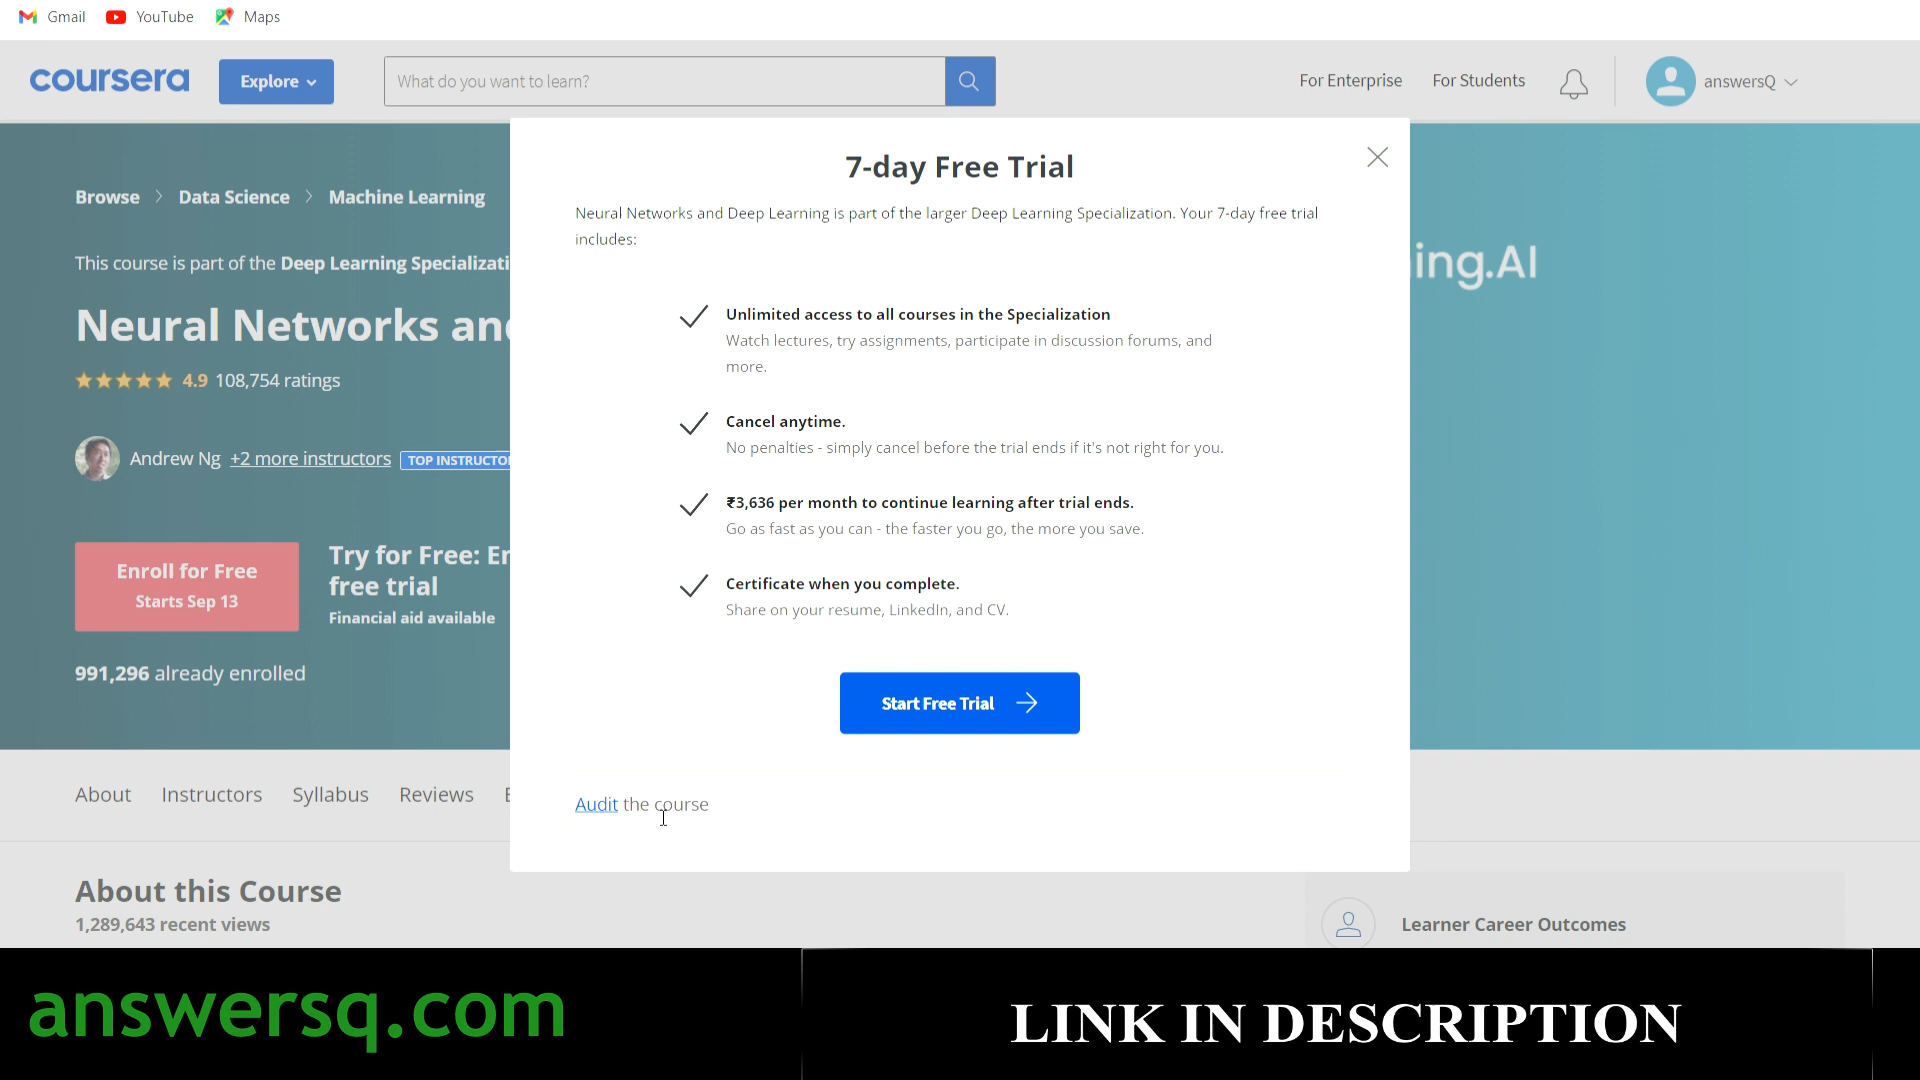 Gmail YouTube Maps
coursera Explore What do you want to learn? For Enterprise For Students answersQ
Browse Data Science Machine Learning
This course is part of the Deep Learning Specializati
Neural Networks an
4.9 108,754 ratings
Andrew Ng +2 more instructors TOP INSTRUCTO
Enroll for Free
Starts Sep 13
Try for Free: En
free trial
Financial aid available
991,296 already enrolled
ing.AI
7-day Free Trial
Neural Networks and Deep Learning is part of the larger Deep Learning Specialization. Your 7-day free trial
includes:
Unlimited access to all courses in the Specialization
Watch lectures, try assignments, participate in discussion forums, and
more.
Cancel anytime.
No penalties - simply cancel before the trial ends if it's not right for you.
₹3,636 per month to continue learning after trial ends.
Go as fast as you can - the faster you go, the more you save.
Certificate when you complete.
Share on your resume, LinkedIn, and CV.
Start Free Trial
Audit the course
About Instructors Syllabus Reviews
About this Course
1,289,643 recent views
Learner Career Outcomes
answersq.com
LINK IN DESCRIPTION